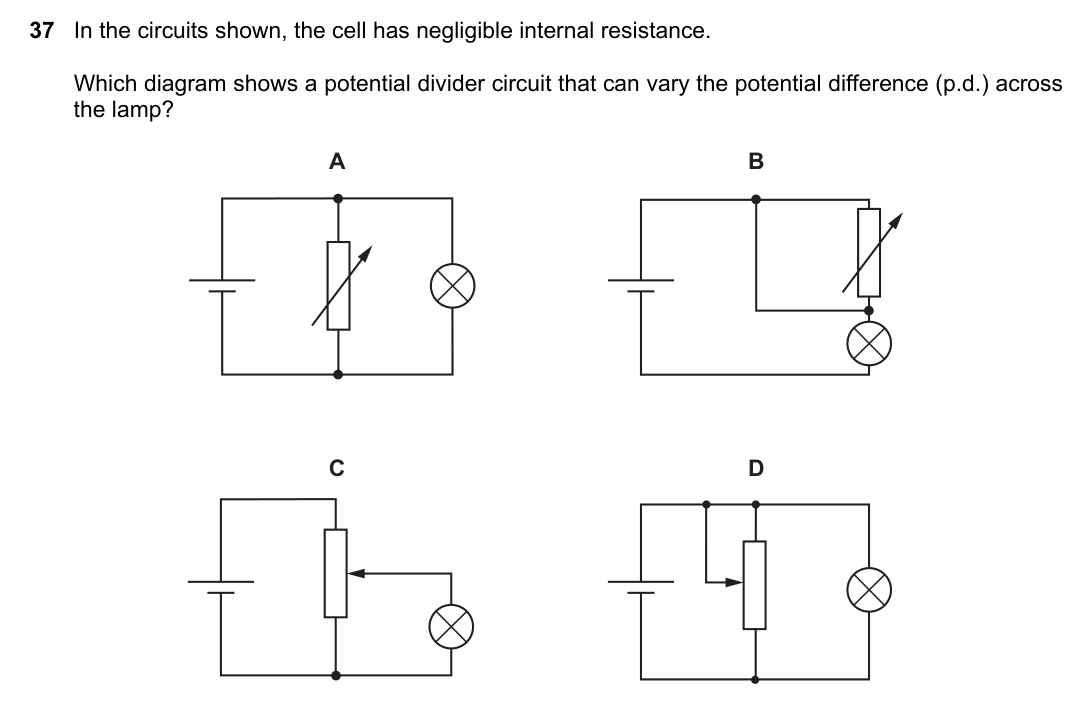 37 In the circuits shown, the cell has negligible internal resistance.
Which diagram shows a potential divider circuit that can vary the potential difference (p.d.) across
the lamp?
A
B
C
D